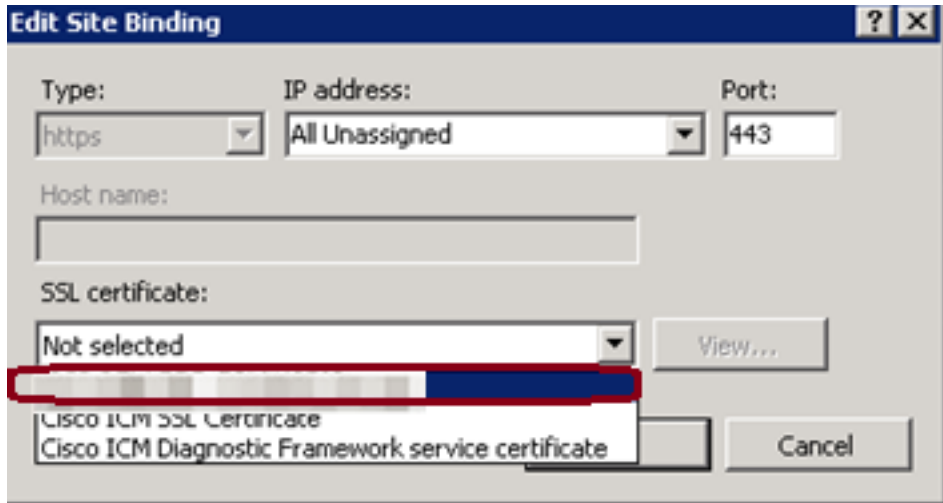 Edit Site Binding
? X
Type: IP address: Port:
https All Unassigned 443
Host name:
SSL certificate:
Not selected View...
Cisco ICM SSL Certificate
Cisco ICM Diagnostic Framework service certificate
Cancel